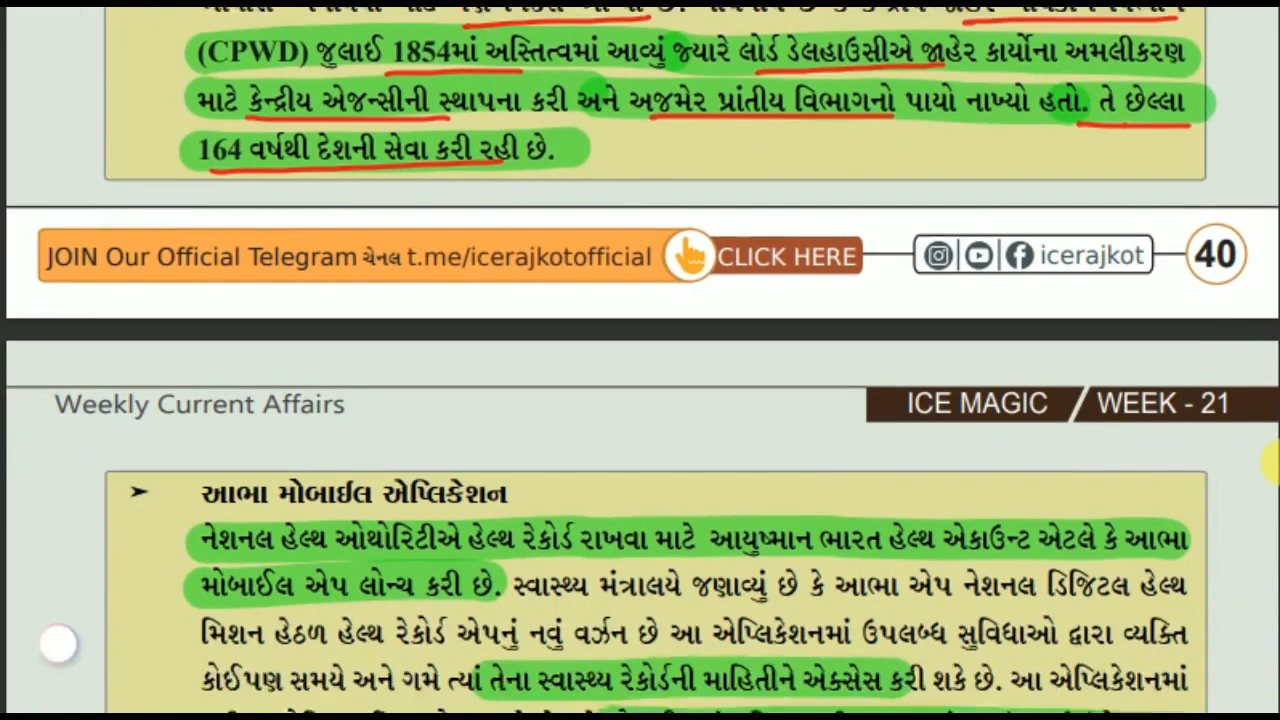 (CPWD) જુલાઈ 1854માં અસ્તિત્વમાં આવ્યું જ્યારે લોર્ડ ડેલહાઉસીએ જાહેર કાર્યોના અમલીકરણ
માટે કેન્દ્રીય એજન્સીની સ્થાપના કરી અને અજમેર પ્રાંતીય વિભાગનો પાયો નાખ્યો હતો. તે છેલ્લા
164 વર્ષથી દેશની સેવા કરી રહી છે.
JOIN Our Official Telegram ચેનલ t.me/icerajkotofficial CLICK HERE icerajkot 40
Weekly Current Affairs ICE MAGIC / WEEK - 21
➤ આભા મોબાઈલ એપ્લિકેશન
નેશનલ હેલ્થ ઓથોરિટીએ હેલ્થ રેકોર્ડ રાખવા માટે આયુષ્માન ભારત હેલ્થ એકાઉન્ટ એટલે કે આભા
મોબાઈલ એપ લોન્ચ કરી છે. સ્વાસ્થ્ય મંત્રાલયે જણાવ્યું છે કે આભા એપ નેશનલ ડિજિટલ હેલ્થ
મિશન હેઠળ હેલ્થ રેકોર્ડ એપનું નવું વર્ઝન છે આ એપ્લિકેશનમાં ઉપલબ્ધ સુવિધાઓ દ્વારા વ્યક્તિ
કોઈપણ સમયે અને ગમે ત્યાં તેના સ્વાસ્થ્ય રેકોર્ડની માહિતીને એક્સેસ કરી શકે છે. આ એપ્લિકેશનમાં